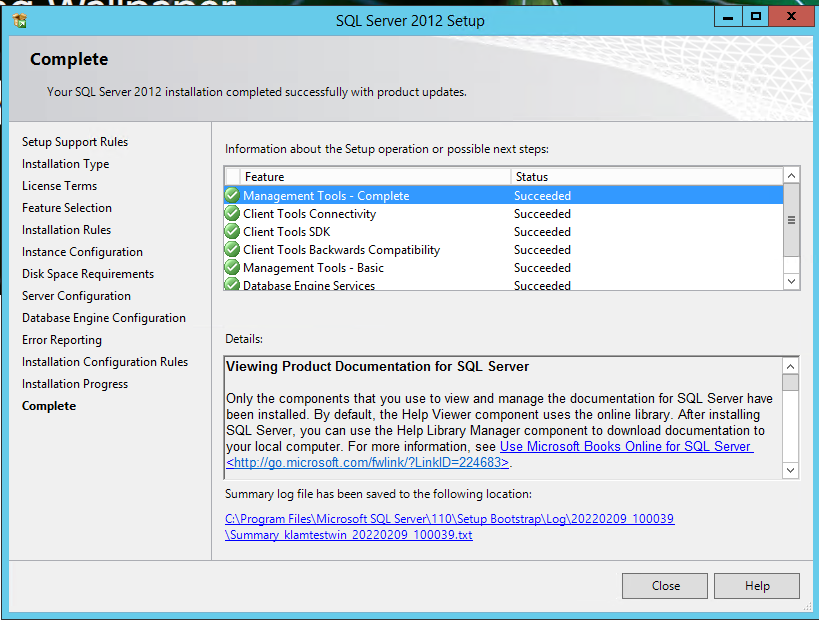 SQL Server 2012 Setup
Complete
Your SQL Server 2012 installation completed successfully with product updates.
Setup Support Rules
Installation Type
License Terms
Feature Selection
Installation Rules
Instance Configuration
Disk Space Requirements
Server Configuration
Database Engine Configuration
Error Reporting
Installation Configuration Rules
Installation Progress
Complete
Information about the Setup operation or possible next steps:
Feature Status
Management Tools - Complete Succeeded
Client Tools Connectivity Succeeded
Client Tools SDK Succeeded
Client Tools Backwards Compatibility Succeeded
Management Tools - Basic Succeeded
Database Engine Services Succeeded
Details:
Viewing Product Documentation for SQL Server
Only the components that you use to view and manage the documentation for SQL Server have
been installed. By default, the Help Viewer component uses the online library. After installing
SQL Server, you can use the Help Library Manager component to download documentation to
your local computer. For more information, see Use Microsoft Books Online for SQL Server
<http://go.microsoft.com/fwlink/?LinkID=224683>.
Summary log file has been saved to the following location:
C:\Program Files\Microsoft SQL Server\110\Setup Bootstrap\Log\20220209_100039
\Summary_klamtestwin_20220209_100039.txt
Close Help